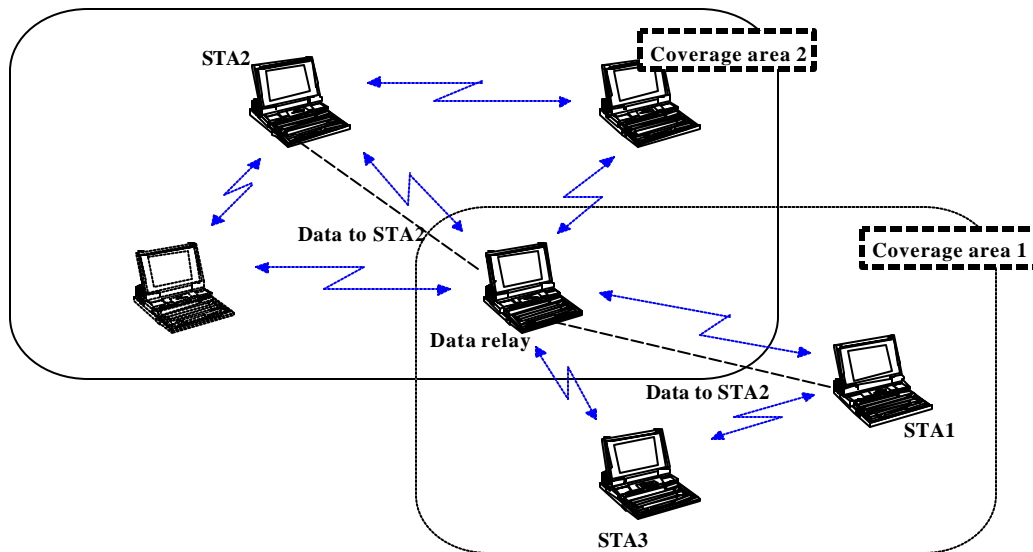 STA2
Coverage area 2
Data to STA2
Coverage area 1
Data relay
Data to STA2
STA1
STA3